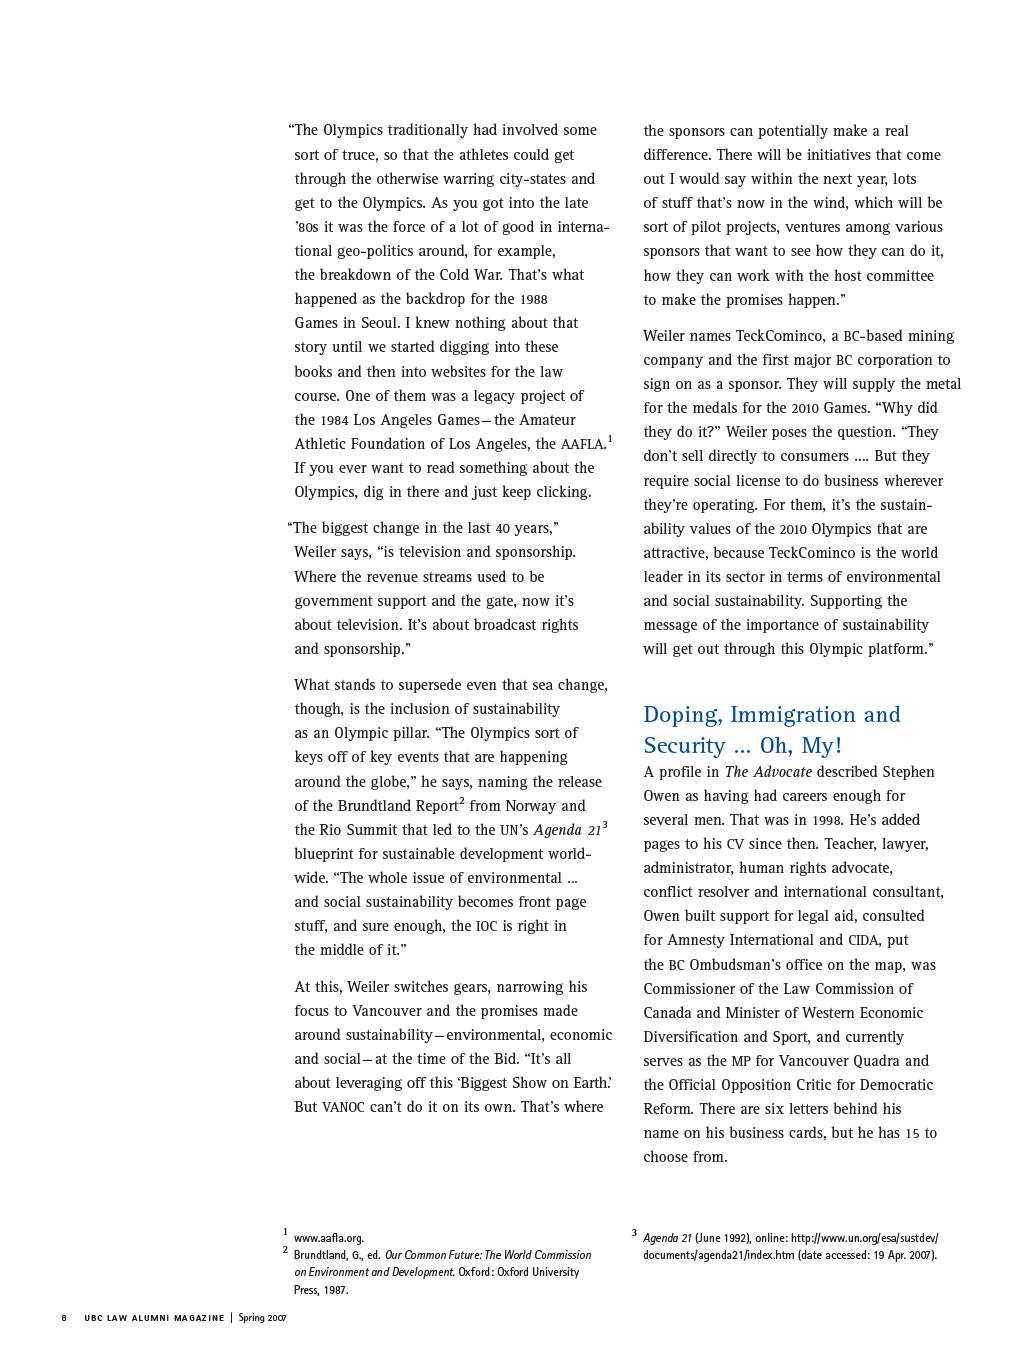 “The Olympics traditionally had involved some
sort of truce, so that the athletes could get
through the otherwise warring city-states and
get to the Olympics. As you got into the late
’80s it was the force of a lot of good in interna-
tional geo-politics around, for example,
the breakdown of the Cold War. That’s what
happened as the backdrop for the 1988
Games in Seoul. I knew nothing about that
story until we started digging into these
books and then into websites for the law
course. One of them was a legacy project of
the 1984 Los Angeles Games—the Amateur
Athletic Foundation of Los Angeles, the AAFLA.1
If you ever want to read something about the
Olympics, dig in there and just keep clicking.
“The biggest change in the last 40 years,”
Weiler says, “is television and sponsorship.
Where the revenue streams used to be
government support and the gate, now it’s
about television. It’s about broadcast rights
and sponsorship.”
What stands to supersede even that sea change,
though, is the inclusion of sustainability
as an Olympic pillar. “The Olympics sort of
keys off of key events that are happening
around the globe,” he says, naming the release
of the Brundtland Report2 from Norway and
the Rio Summit that led to the UN’s Agenda 213
blueprint for sustainable development world-
wide. “The whole issue of environmental ...
and social sustainability becomes front page
stuff, and sure enough, the IOC is right in
the middle of it.”
At this, Weiler switches gears, narrowing his
focus to Vancouver and the promises made
around sustainability—environmental, economic
and social—at the time of the Bid. “It’s all
about leveraging off this ‘Biggest Show on Earth.’
But VANOC can’t do it on its own. That’s where
the sponsors can potentially make a real
difference. There will be initiatives that come
out I would say within the next year, lots
of stuff that’s now in the wind, which will be
sort of pilot projects, ventures among various
sponsors that want to see how they can do it,
how they can work with the host committee
to make the promises happen.”
Weiler names TeckCominco, a BC-based mining
company and the first major BC corporation to
sign on as a sponsor. They will supply the metal
for the medals for the 2010 Games. “Why did
they do it?” Weiler poses the question. “They
don’t sell directly to consumers .... But they
require social license to do business wherever
they’re operating. For them, it’s the sustain-
ability values of the 2010 Olympics that are
attractive, because TeckCominco is the world
leader in its sector in terms of environmental
and social sustainability. Supporting the
message of the importance of sustainability
will get out through this Olympic platform.”
Doping, Immigration and
Security ... Oh, My!
A profile in The Advocate described Stephen
Owen as having had careers enough for
several men. That was in 1998. He’s added
pages to his CV since then. Teacher, lawyer,
administrator, human rights advocate,
conflict resolver and international consultant,
Owen built support for legal aid, consulted
for Amnesty International and CIDA, put
the BC Ombudsman’s office on the map, was
Commissioner of the Law Commission of
Canada and Minister of Western Economic
Diversification and Sport, and currently
serves as the MP for Vancouver Quadra and
the Official Opposition Critic for Democratic
Reform. There are six letters behind his
name on his business cards, but he has 15 to
choose from.
1 www.aafla.org.
2 Brundtland, G., ed. Our Common Future: The World Commission
on Environment and Development. Oxford: Oxford University
Press, 1987.
3 Agenda 21 (June 1992), online: http://www.un.org/esa/sustdev/
documents/agenda21/index.htm (date accessed: 19 Apr. 2007).
8 UBC LAW ALUMNI MAGAZINE | Spring 2007